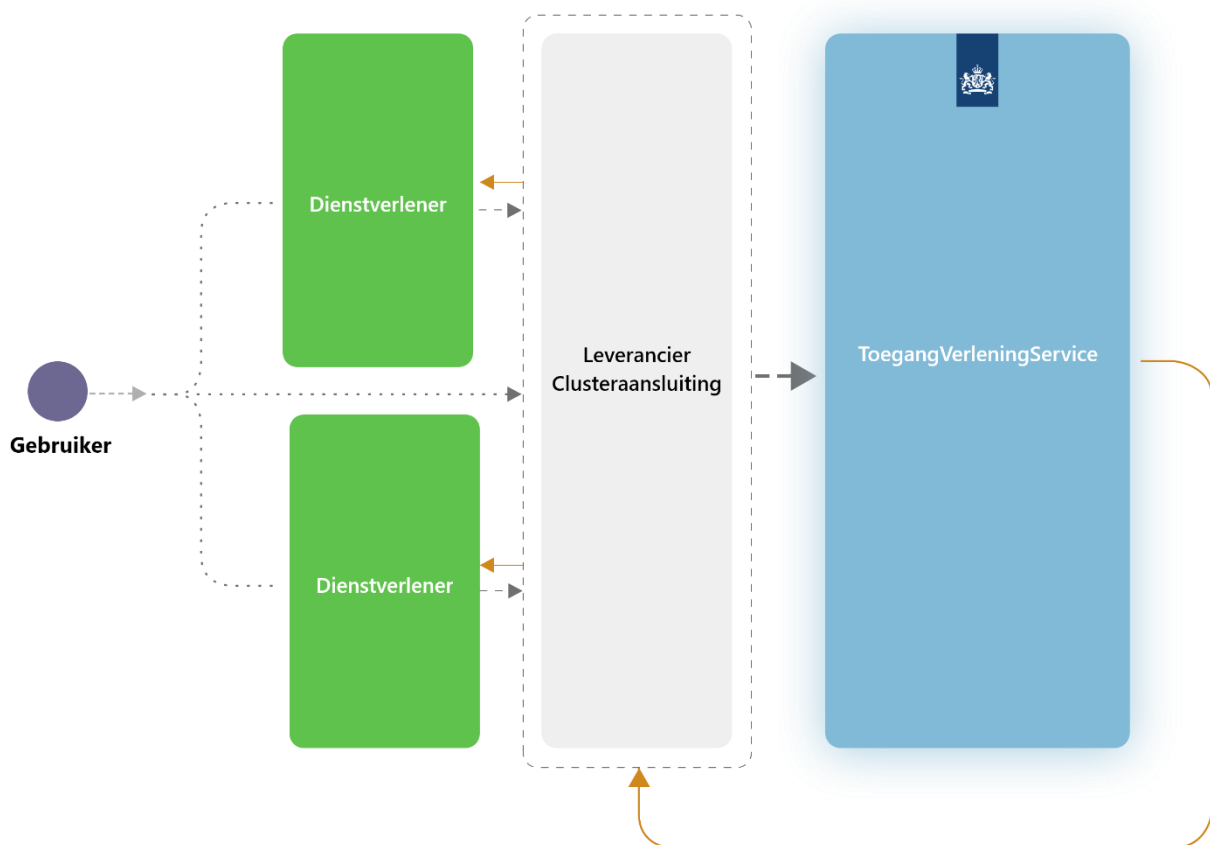 Dienstverlener
Leverancier
Clusteraansluiting
ToegangVerleningService
Gebruiker
Dienstverlener